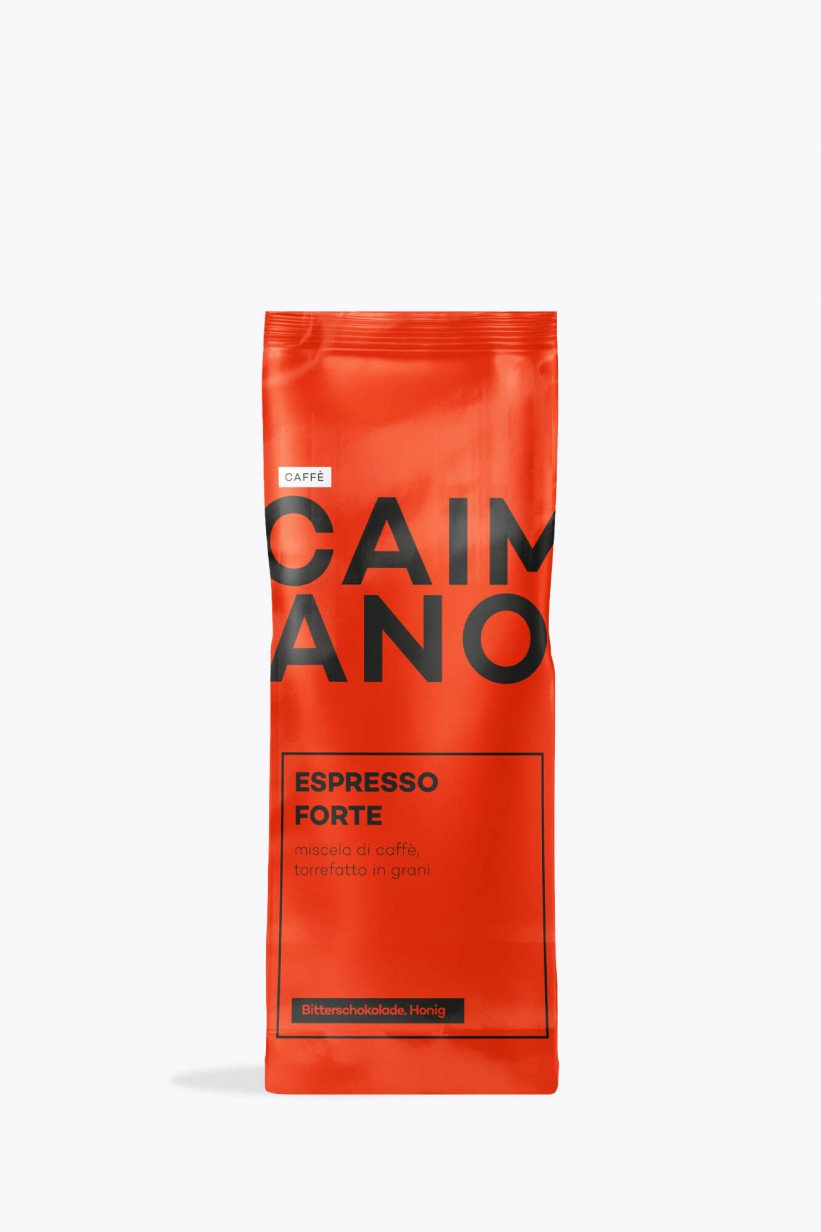 CAFFÈ
CAIM
ANO
ESPRESSO
FORTE
miscela di caffè,
torrefatto in grani
Bitterschokolade, Honig